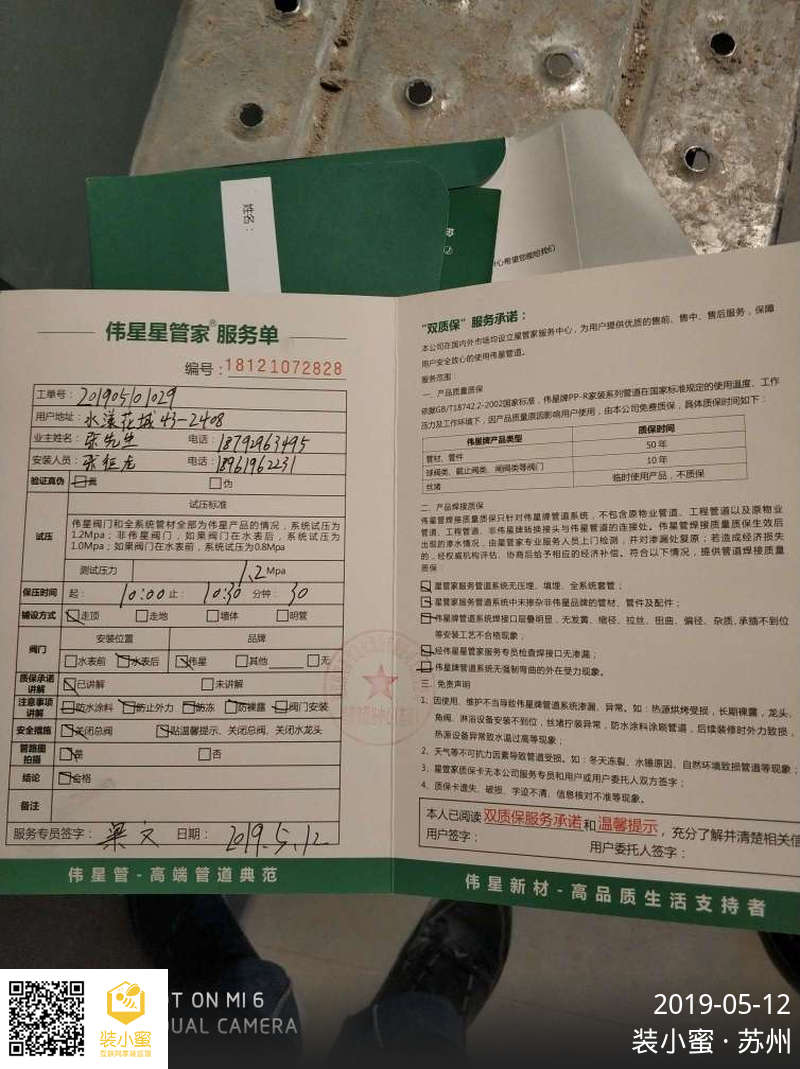 姓名：
心希望您能给我们
伟星星管家®服务单
编号：18121072828
工单号：20190501029
用户地址：水漾花城43-2408
业主姓名：张先生 电话：18792963495
安装人员：张红光 电话：18961962231
验证真伪 真 伪
试压标准
试压
伟星阀门和全系统管材全部为伟星产品的情况，系统试压为
1.2Mpa；非伟星阀门，如果阀门在水表后，系统试压为
1.0Mpa；如果阀门在水表前，系统试压为0.8Mpa
测试压力 1.2 Mpa
保压时间 起：10:00 止：10:30 分钟：30
铺设方式 走顶 走地 墙体 明管
安装位置 品牌
阀门
水表前 水表后 伟星 其他 无
质保承诺讲解 已讲解 未讲解
注意事项讲解 防水涂料 防止外力 防冻 防裸露 阀门安装
安全措施 关闭总阀 贴温馨提示、关闭总阀、关闭水龙头
管路图拍摄 是 否
结论 合格
备注
服务专员签字：梁文 日期：2019.5.12
伟星管-高端管道典范
“双质保”服务承诺：
本公司在国内外市场均设立星管家服务中心，为用户提供优质的售前、售中、售后服务，保障
用户安全放心的使用伟星管道。
服务范围
一、产品质量质保
依据GB/T18742.2-2002国家标准，伟星牌PP-R家装系列管道在国家标准规定的使用温度、工作
压力及工作环境下，因产品质量原因影响用户使用，由本公司免费质保，具体质保时间如下：
伟星牌产品类型 质保时间
管材、管件 50年
球阀类、截止阀类、闸阀类等阀门 10年
丝堵 临时使用产品，不质保
二、产品焊接质保
伟星管焊接质量质保只针对伟星牌管道系统，不包含原物业管道、工程管道以及原物业
管道、工程管道、非伟星牌转换接头与伟星管道的连接处。伟星管焊接质量质保生效后
出现的渗水情况，由星管家专业服务人员上门检测，并对渗漏处复原；若造成经济损失
的，经权威机构评估、协商后给予相应的经济补偿。符合以下情况，提供管道焊接质量
质保：
星管家服务管道系统无压埋、填埋、全系统套管；
星管家服务管道系统中未掺杂非伟星品牌的管材、管件及配件；
伟星牌管道系统焊接口层叠明显，无发黄、缩径、拉丝、扭曲、偏径、杂质、承插不到位
等安装工艺不合格现象；
经伟星星管家服务专员检查焊接口无渗漏；
伟星牌管道系统无强制弯曲的外在受力现象。
三、免责声明
1、因使用、维护不当导致伟星牌管道系统渗漏、异常。如：热源烘烤受损，长期裸露，龙头、
角阀、淋浴设备安装不到位，丝堵拧装异常，防水涂料涂刷管道，后续装修时外力致损，
热源设备异常致水温过高等现象；
2、天气等不可抗力因素导致管道受损。如：冬天冻裂、水锤原因、自然环境致损管道等现象；
3、星管家质保卡无本公司服务专员和用户或用户委托人双方签字；
4、质保卡遗失、破损、字迹不清、信息核对不准等现象。
本人已阅读双质保服务承诺和温馨提示，充分了解并清楚相关信
用户签字： 用户委托人签字：
伟星新材-高品质生活支持者
装小蜜
互联网家装监理
OT ON MI 6
DUAL CAMERA
2019-05-12
装小蜜·苏州